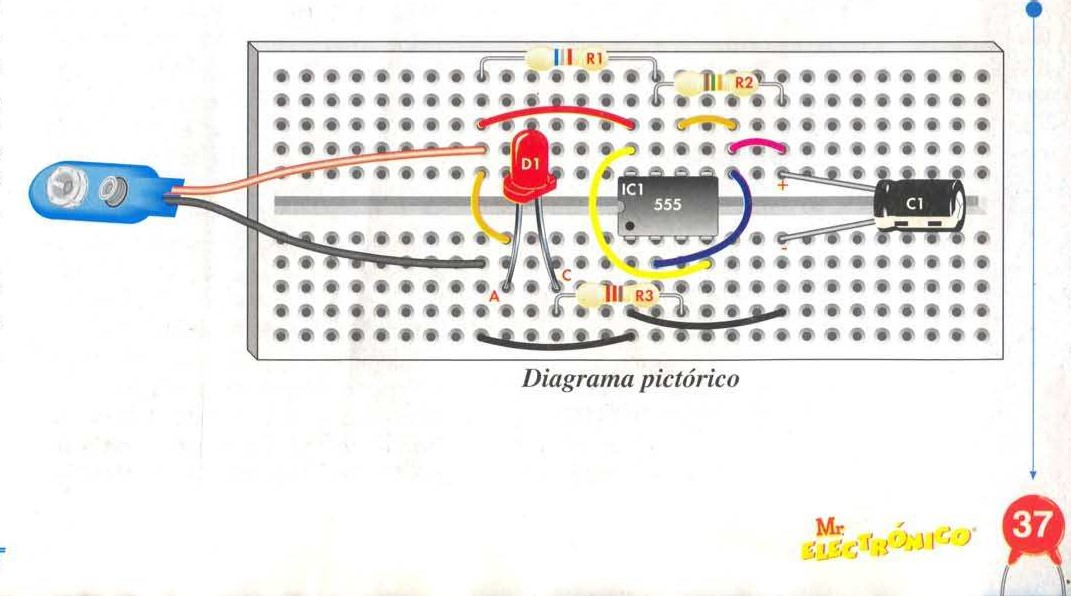 R1
R2
D1
IC1
555
+
C1
-
A
C
R3
Diagrama pictórico
Mr.
ELECTRÓNICO
37